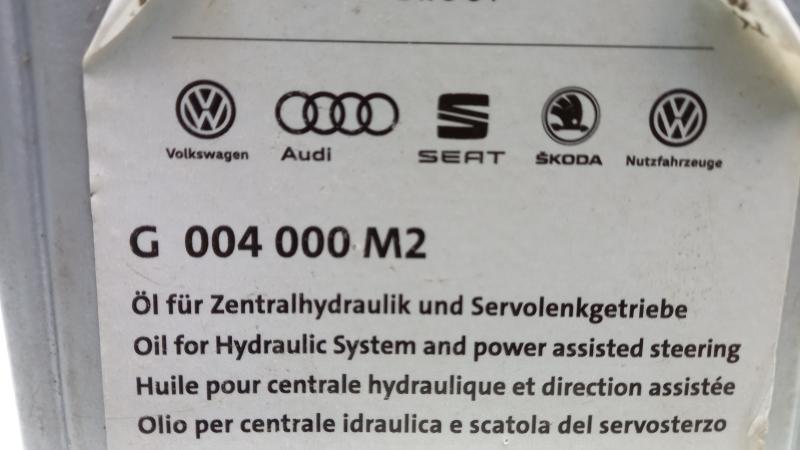 Volkswagen Audi SEAT ŠKODA Nutzfahrzeuge
G 004 000 M2
Öl für Zentralhydraulik und Servolenkgetriebe
Oil for Hydraulic System and power assisted steering
Huile pour centrale hydraulique et direction assistée
Olio per centrale idraulica e scatola del servosterzo